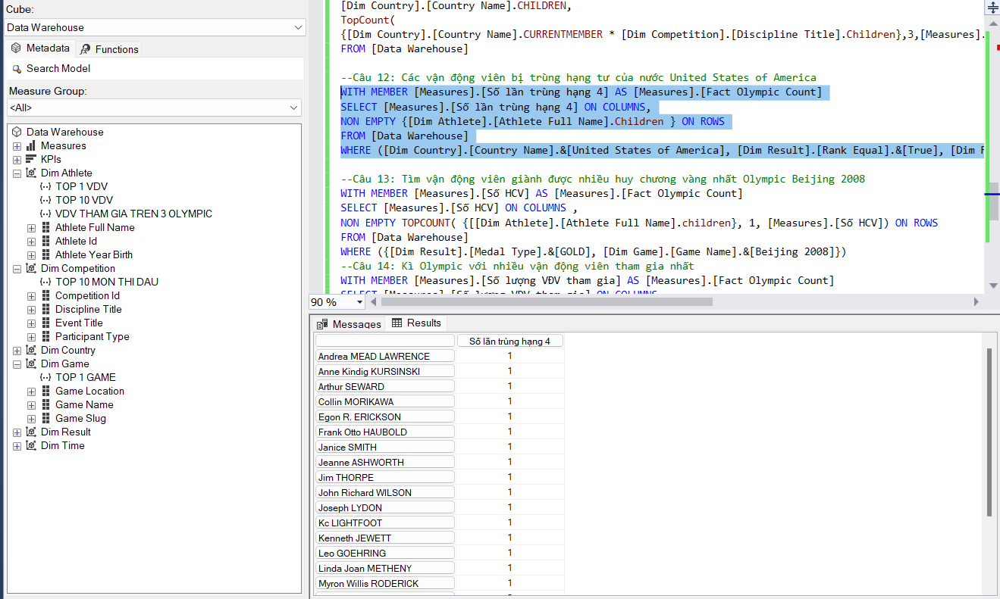 Cube:
Data Warehouse
Metadata
Functions
Search Model
Measure Group:
<All>
Data Warehouse
Measures
KPIs
Dim Athlete
TOP 1 VDV
TOP 10 VDV
VDV THAM GIA TREN 3 OLYMPIC
Athlete Full Name
Athlete Id
Athlete Year Birth
Dim Competition
TOP 10 MON THI DAU
Competition Id
Discipline Title
Event Title
Participant Type
Dim Country
Dim Game
TOP 1 GAME
Game Location
Game Name
Game Slug
Dim Result
Dim Time
[Dim Country].[Country Name].CHILDREN,
TopCount(
{[Dim Country].[Country Name].CURRENTMEMBER * [Dim Competition].[Discipline Title].Children},3,[Measures].
FROM [Data Warehouse]
--Câu 12: Các vận động viên bị trùng hạng tư của nước United States of America
WITH MEMBER [Measures].[Số lần trùng hạng 4] AS [Measures].[Fact Olympic Count]
SELECT [Measures].[Số lần trùng hạng 4] ON COLUMNS,
NON EMPTY {[Dim Athlete].[Athlete Full Name].Children } ON ROWS
FROM [Data Warehouse]
WHERE ([Dim Country].[Country Name].&[United States of America], [Dim Result].[Rank Equal].&[True], [Dim
--Câu 13: Tìm vận động viên giành được nhiều huy chương vàng nhất Olympic Beijing 2008
WITH MEMBER [Measures].[Số HCV] AS [Measures].[Fact Olympic Count]
SELECT [Measures].[Số HCV] ON COLUMNS ,
NON EMPTY TOPCOUNT( {[[Dim Athlete].[Athlete Full Name].children}, 1, [Measures].[Số HCV]) ON ROWS
FROM [Data Warehouse]
WHERE ({[Dim Result].[Medal Type].&[GOLD], [Dim Game].[Game Name].&[Beijing 2008]})
--Câu 14: Kì Olympic với nhiều vận động viên tham gia nhất
WITH MEMBER [Measures].[Số lượng VĐV tham gia] AS [Measures].[Fact Olympic Count]
SELECT [Measures].[Số lượng VĐV tham gia] ON COLUMNS
90 %
Messages
Results
Số lần trùng hạng 4
Andrea MEAD LAWRENCE 1
Anne Kindig KURSINSKI 1
Arthur SEWARD 1
Collin MORIKAWA 1
Egon R. ERICKSON 1
Frank Otto HAUBOLD 1
Janice SMITH 1
Jeanne ASHWORTH 1
Jim THORPE 1
John Richard WILSON 1
Joseph LYDON 1
Kc LIGHTFOOT 1
Kenneth JEWETT 1
Leo GOEHRING 1
Linda Joan METHENY 1
Myron Willis RODERICK 1